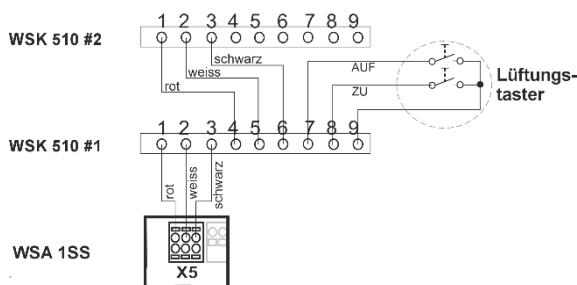 WSK 510 #2
1 2 3 4 5 6 7 8 9
schwarz
weiss
rot
AUF
ZU
Lüftungs-
taster
WSK 510 #1
1 2 3 4 5 6 7 8 9
rot
weiss
schwarz
WSA 1SS
X5